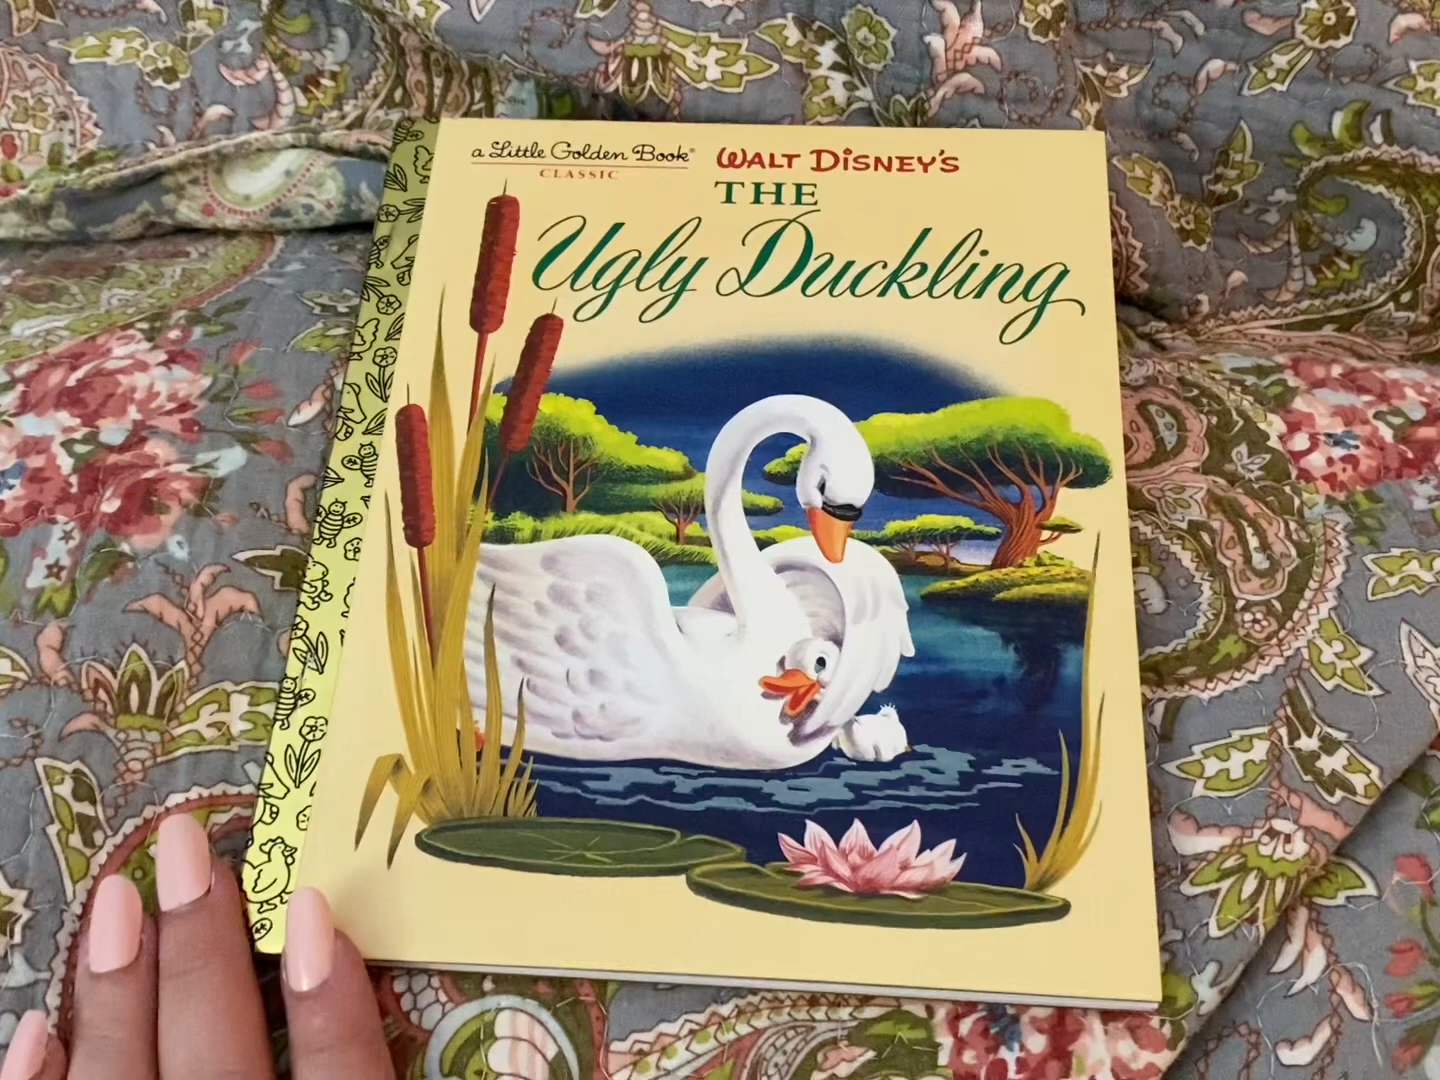 a Little Golden Book®
CLASSIC
WALT DISNEY'S
THE
Ugly Duckling